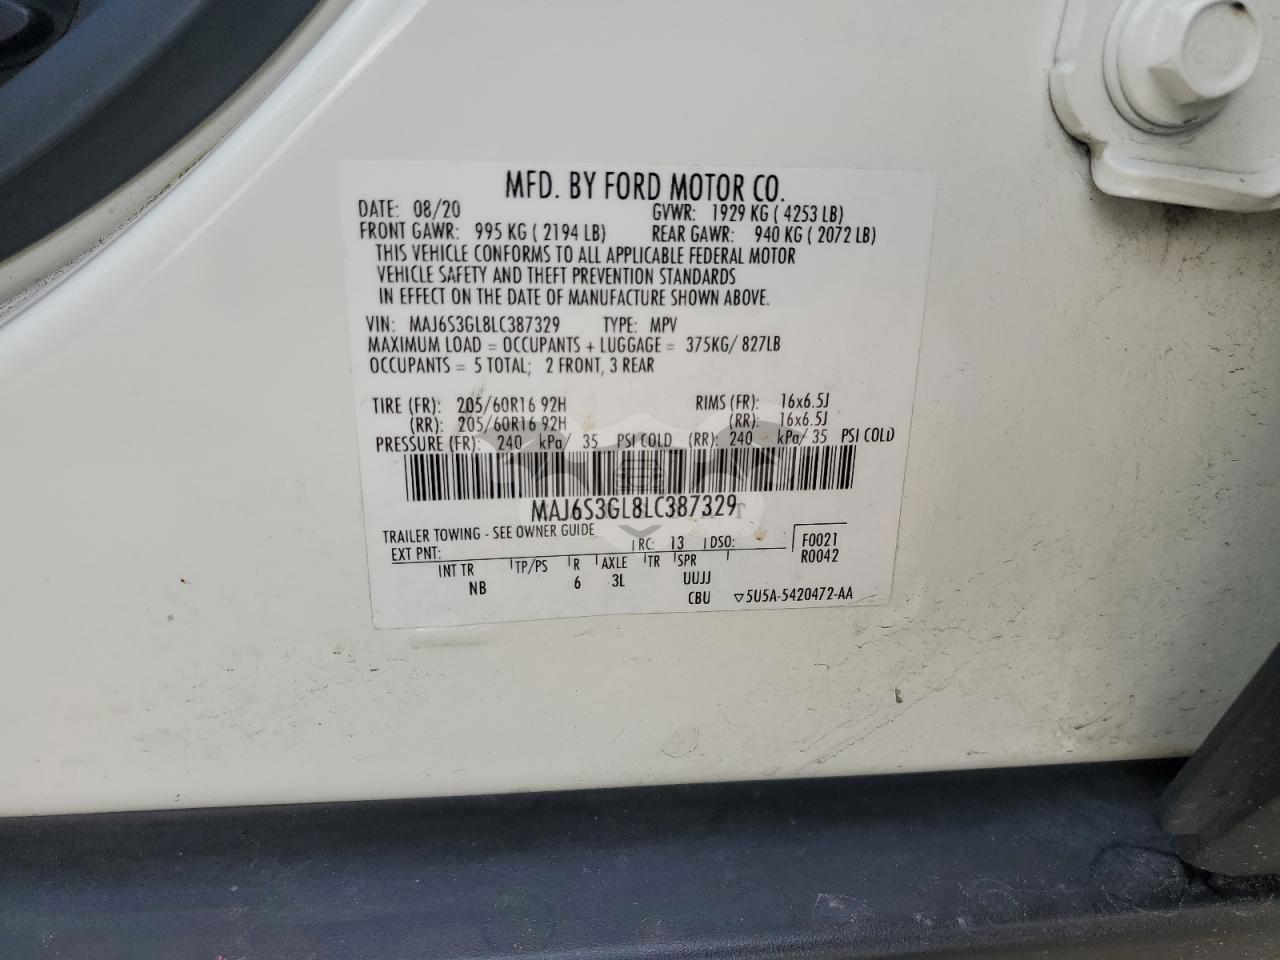 MFD. BY FORD MOTOR CO.
DATE: 08/20 GVWR: 1929 KG ( 4253 LB)
FRONT GAWR: 995 KG ( 2194 LB) REAR GAWR: 940 KG ( 2072 LB)
THIS VEHICLE CONFORMS TO ALL APPLICABLE FEDERAL MOTOR
VEHICLE SAFETY AND THEFT PREVENTION STANDARDS
IN EFFECT ON THE DATE OF MANUFACTURE SHOWN ABOVE.
VIN: MAJ6S3GL8LC387329 TYPE: MPV
MAXIMUM LOAD = OCCUPANTS + LUGGAGE = 375KG/ 827LB
OCCUPANTS = 5 TOTAL; 2 FRONT, 3 REAR
TIRE (FR): 205/60R16 92H RIMS (FR): 16x6.5J
(RR): 205/60R16 92H (RR): 16x6.5J
PRESSURE (FR): 240 kPa/ 35 PSI COLD (RR): 240 kPa/ 35 PSI COLD
MAJ6S3GL8LC387329
TRAILER TOWING - SEE OWNER GUIDE
EXT PNT: RC: 13 DSO: F0021
R0042
INT TR TP/PS R AXLE TR SPR
NB 6 3L UUJJ
CBU ▽5U5A-5420472-AA